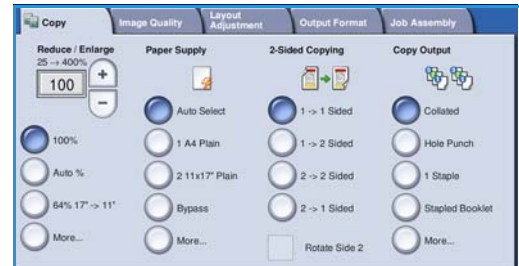 Copy
Image Quality
Layout
Adjustment
Output Format
Job Assembly
Reduce / Enlarge
25 → 400%
100
+
−
100%
Auto %
64% 17" -> 11"
More...
Paper Supply
Auto Select
1 A4 Plain
2 11x17" Plain
Bypass
More...
2-Sided Copying
1 -> 1 Sided
1 -> 2 Sided
2 -> 2 Sided
2 -> 1 Sided
Rotate Side 2
Copy Output
Collated
Hole Punch
1 Staple
Stapled Booklet
More...